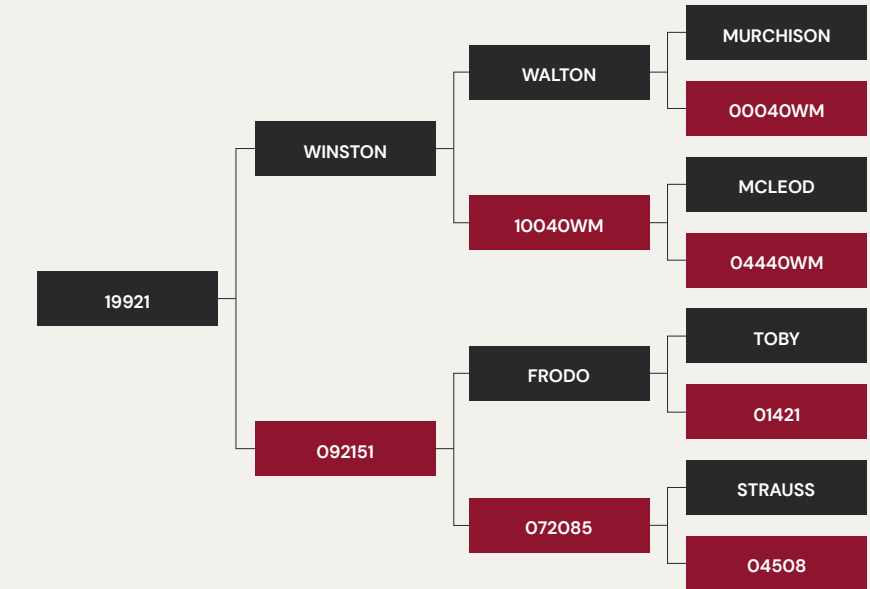 MURCHISON
WALTON
00040WM
WINSTON
MCLEOD
10040WM
04440WM
19921
TOBY
FRODO
01421
092151
STRAUSS
072085
04508